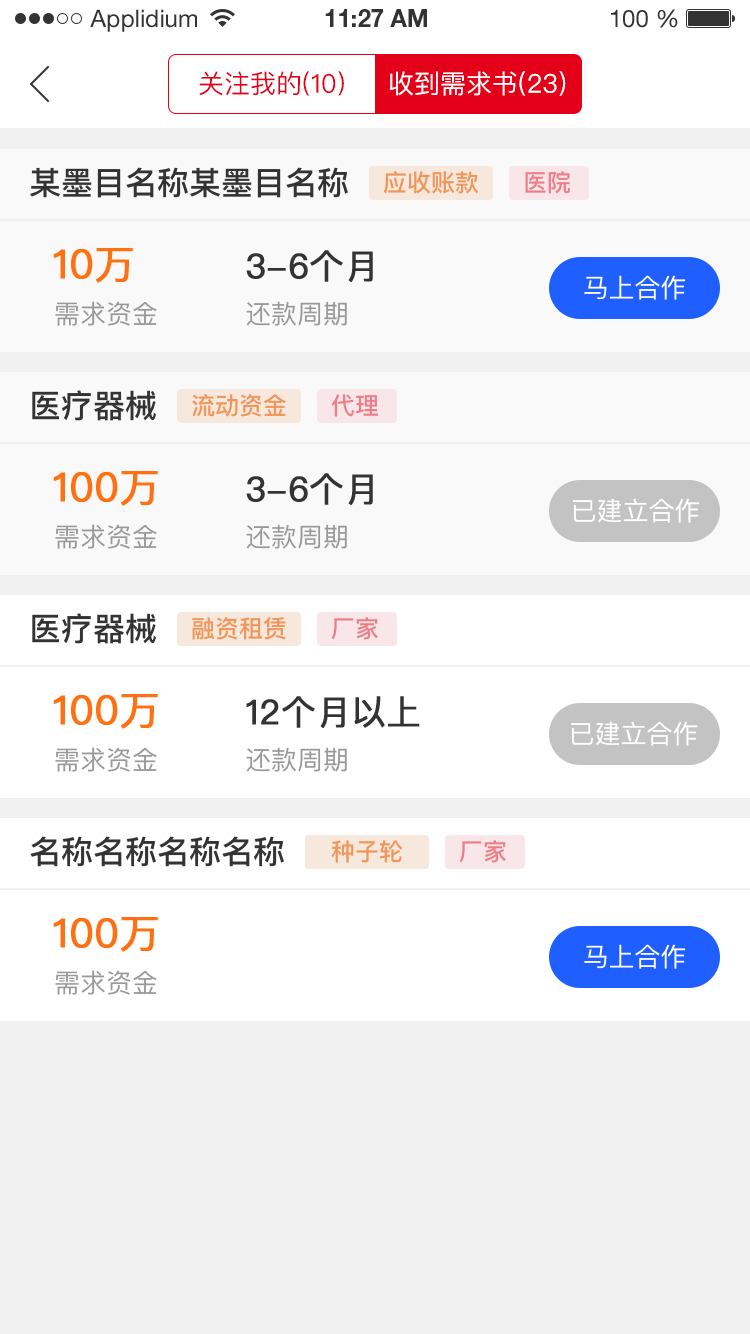 Applidium 11:27 AM 100 %
关注我的(10) 收到需求书(23)
某墨目名称某墨目名称 应收账款 医院
10万 3-6个月
需求资金 还款周期 马上合作
医疗器械 流动资金 代理
100万 3-6个月
需求资金 还款周期 已建立合作
医疗器械 融资租赁 厂家
100万 12个月以上
需求资金 还款周期 已建立合作
名称名称名称名称 种子轮 厂家
100万
需求资金 马上合作